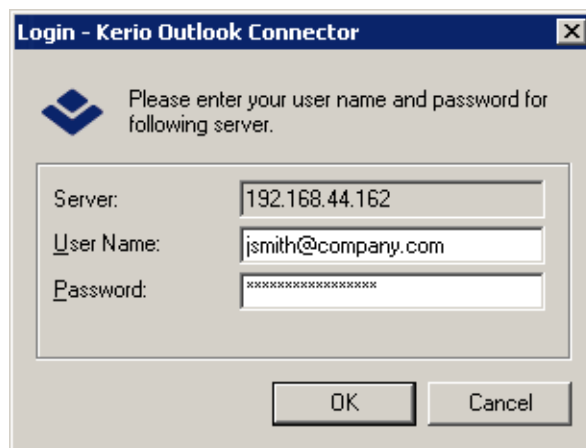 Login - Kerio Outlook Connector
Please enter your user name and password for
following server.
Server: 192.168.44.162
User Name: jsmith@company.com
Password: *****************
OK Cancel